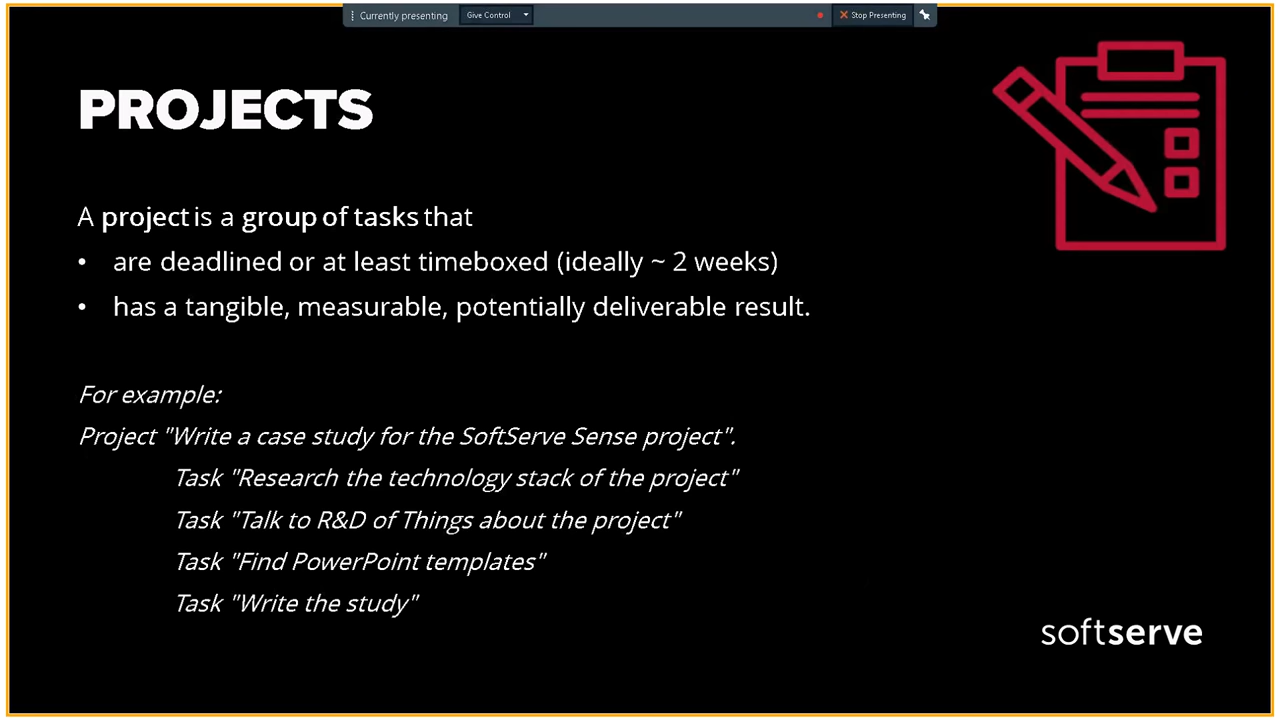 Currently presenting
Give Control
Stop Presenting
PROJECTS
A project is a group of tasks that
• are deadlined or at least timeboxed (ideally ~ 2 weeks)
• has a tangible, measurable, potentially deliverable result.
For example:
Project "Write a case study for the SoftServe Sense project".
Task "Research the technology stack of the project"
Task "Talk to R&D of Things about the project"
Task "Find PowerPoint templates"
Task "Write the study"
softserve